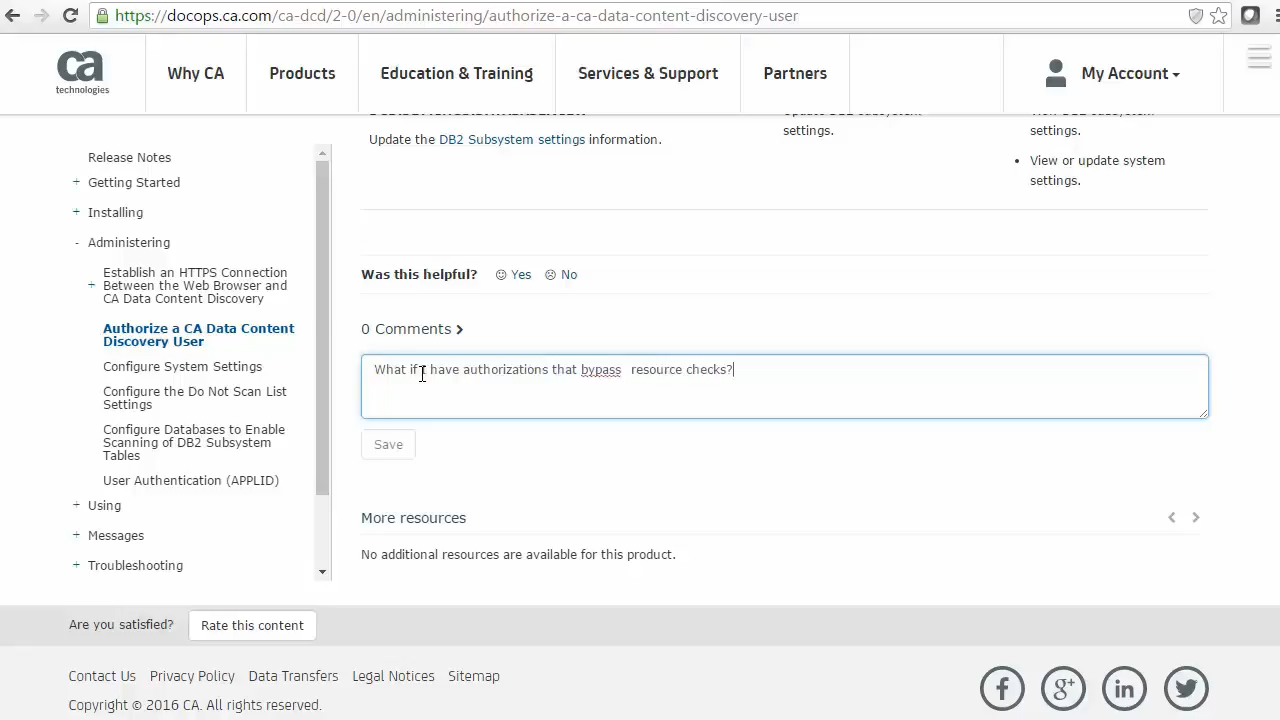 https://docops.ca.com/ca-dcd/2-0/en/administering/authorize-a-ca-data-content-discovery-user
ca
technologies
Why CA
Products
Education & Training
Services & Support
Partners
My Account
Release Notes
+ Getting Started
+ Installing
- Administering
+ Establish an HTTPS Connection
Between the Web Browser and
CA Data Content Discovery
Authorize a CA Data Content
Discovery User
Configure System Settings
Configure the Do Not Scan List
Settings
Configure Databases to Enable
Scanning of DB2 Subsystem
Tables
User Authentication (APPLID)
+ Using
+ Messages
+ Troubleshooting
Update the DB2 Subsystem settings information.
settings.
settings.
• View or update system
settings.
Was this helpful? Yes No
0 Comments
What if I have authorizations that bypass resource checks?
Save
More resources
No additional resources are available for this product.
Are you satisfied? Rate this content
Contact Us Privacy Policy Data Transfers Legal Notices Sitemap
Copyright © 2016 CA. All rights reserved.
f
g+
in